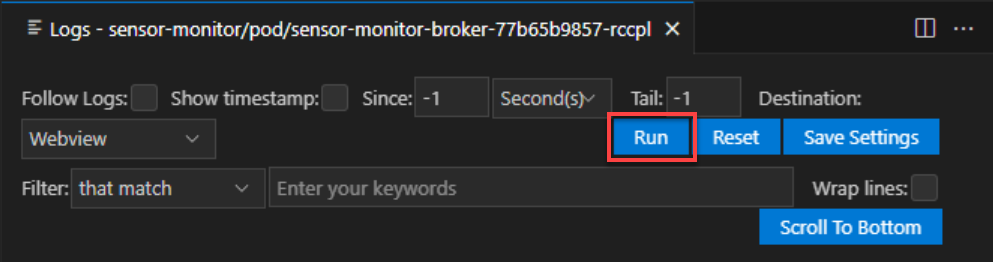 Logs - sensor-monitor/pod/sensor-monitor-broker-77b65b9857-rccpl
Follow Logs: Show timestamp: Since: -1 Second(s) Tail: -1 Destination:
Webview Run Reset Save Settings
Filter: that match Enter your keywords Wrap lines:
Scroll To Bottom